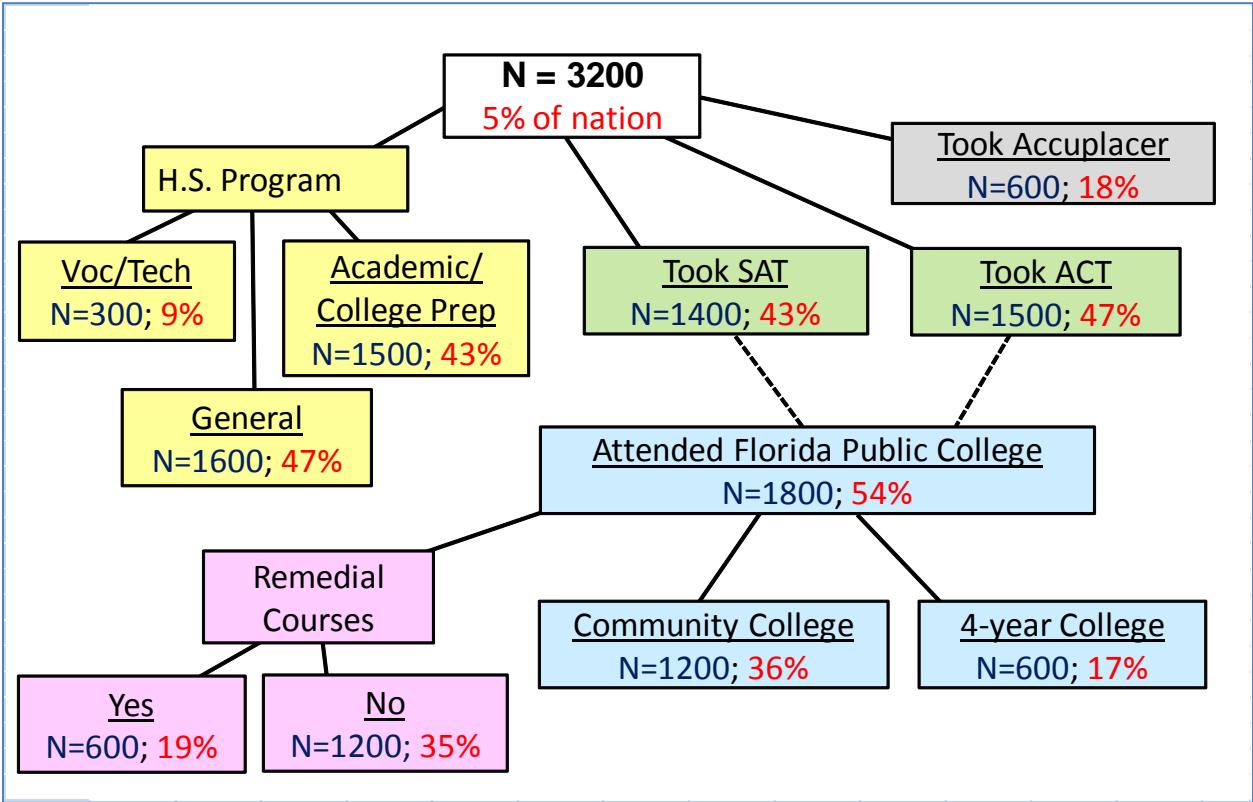 N = 3200
5% of nation
Took Accuplacer
N=600; 18%
H.S. Program
Voc/Tech
N=300; 9%
Academic/
College Prep
N=1500; 43%
General
N=1600; 47%
Took SAT
N=1400; 43%
Took ACT
N=1500; 47%
Attended Florida Public College
N=1800; 54%
Remedial
Courses
Community College
N=1200; 36%
4-year College
N=600; 17%
Yes
N=600; 19%
No
N=1200; 35%